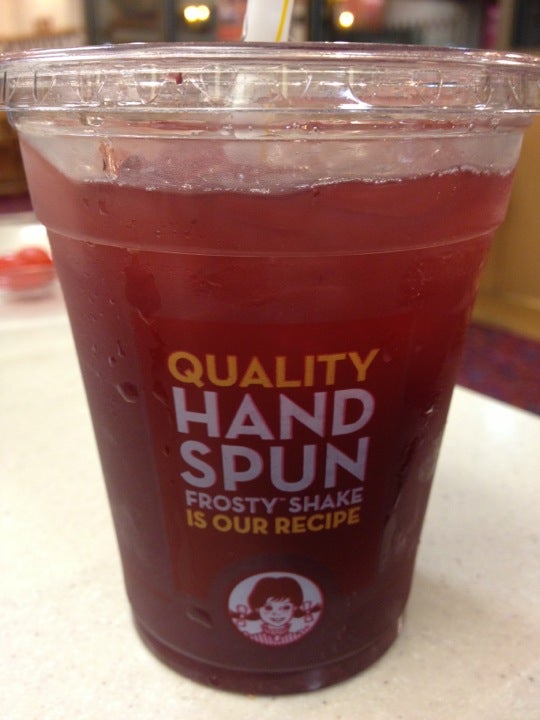 QUALITY
HAND
SPUN
FROSTY™ SHAKE
IS OUR RECIPE